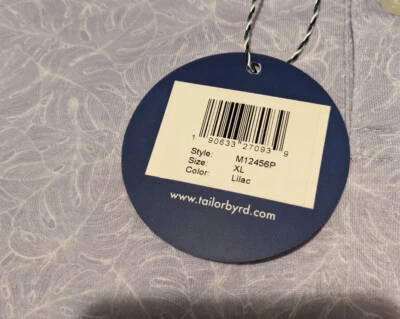 1 90633 27093 9
Style: M12456P
Size: XL
Color: Lilac
www.tailorbyrd.com